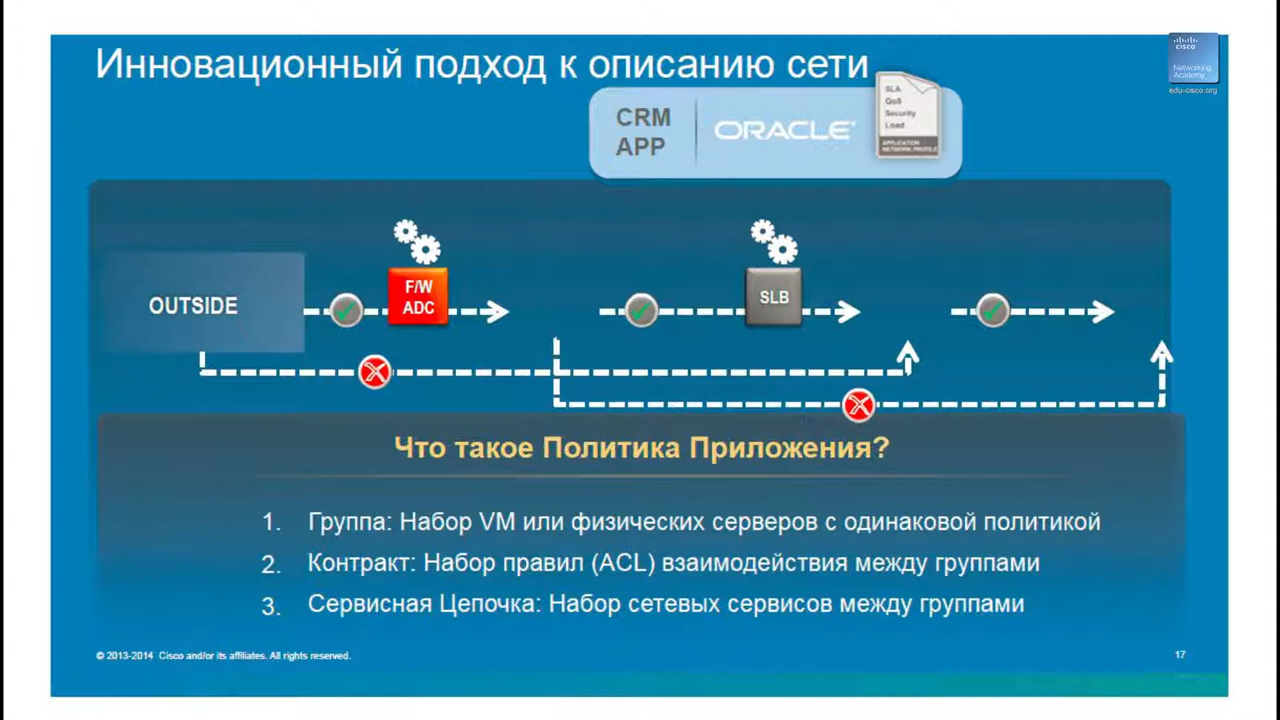 Инновационный подход к описанию сети
cisco
Networking
Academy
edu-cisco.org
CRM
APP
ORACLE
SLA
QoS
Security
Load
APPLICATION
NETWORK PROFILE
OUTSIDE
F/W
ADC
SLB
Что такое Политика Приложения?
1. Группа: Набор VM или физических серверов с одинаковой политикой
2. Контракт: Набор правил (ACL) взаимодействия между группами
3. Сервисная Цепочка: Набор сетевых сервисов между группами
© 2013-2014 Cisco and/or its affiliates. All rights reserved.
17